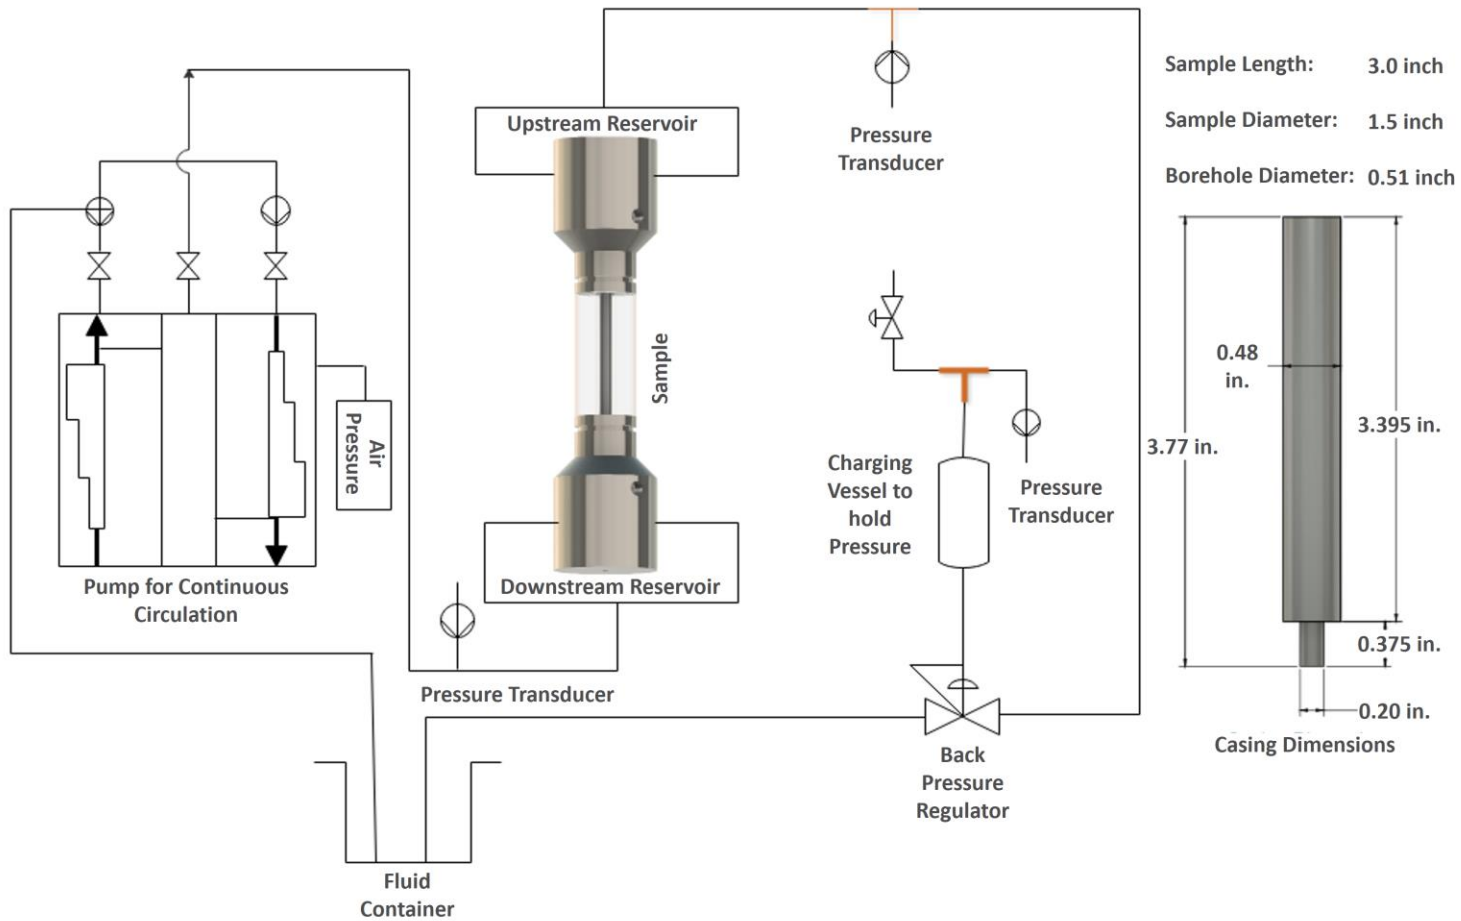 Upstream Reservoir
Sample
Downstream Reservoir
Pressure
Transducer
Sample Length: 3.0 inch
Sample Diameter: 1.5 inch
Borehole Diameter: 0.51 inch
Air
Pressure
Pump for Continuous
Circulation
Pressure Transducer
Charging
Vessel to
hold
Pressure
Pressure
Transducer
Back
Pressure
Regulator
Fluid
Container
0.48
in.
3.77 in.
3.395 in.
0.375 in.
0.20 in.
Casing Dimensions